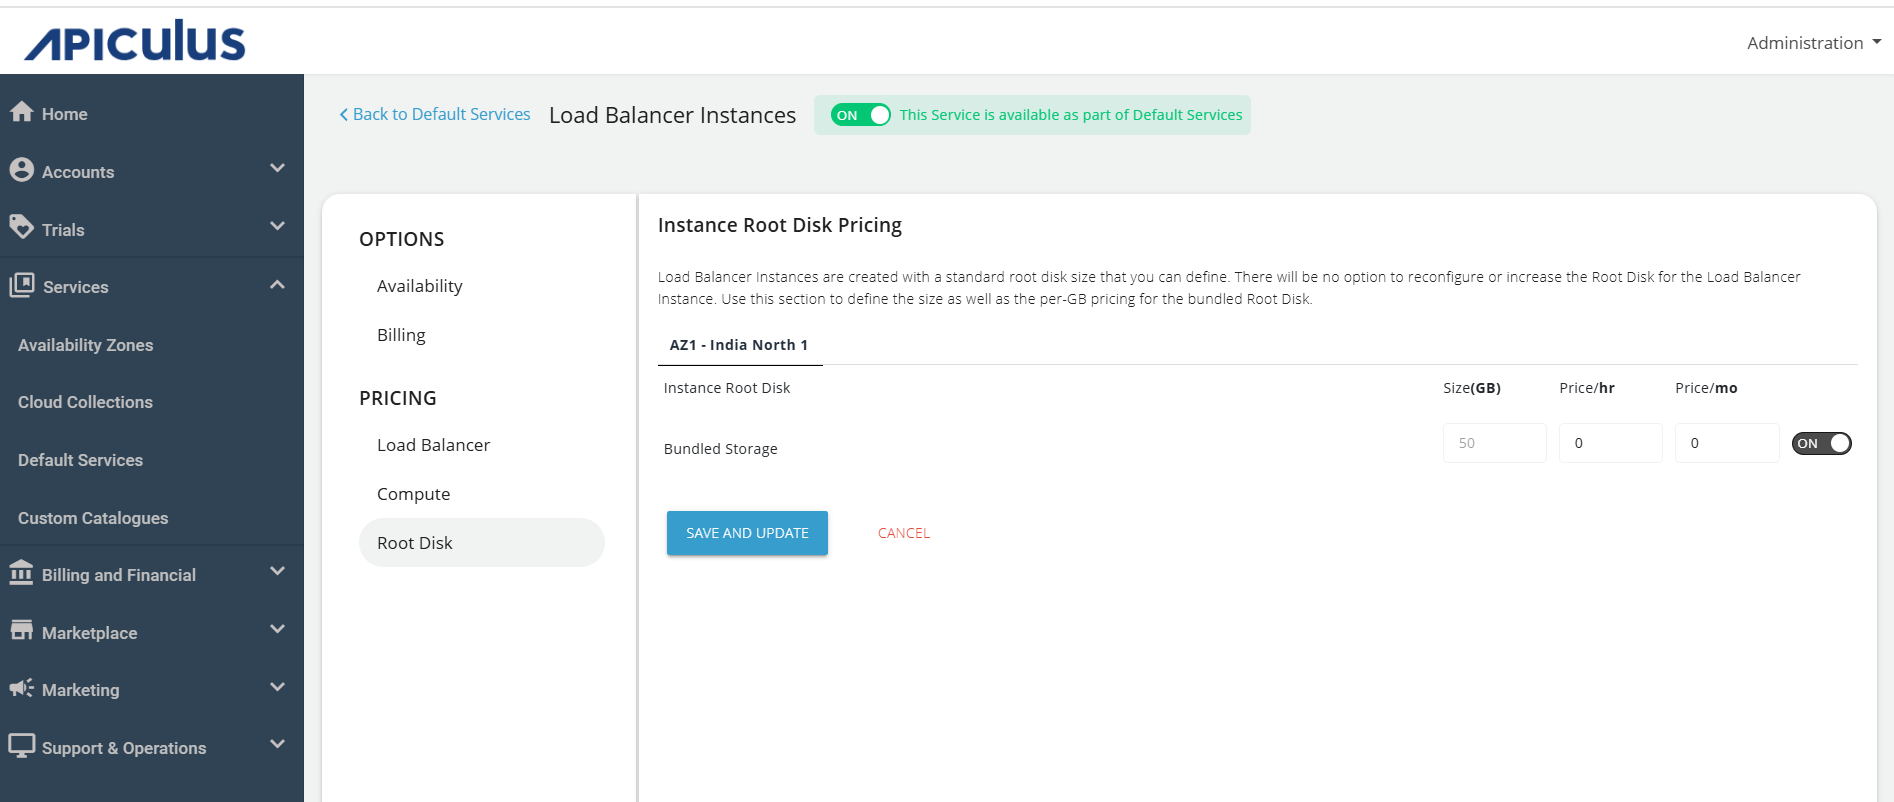 APICULUS
Administration
Home
Accounts
Trials
Services
Availability Zones
Cloud Collections
Default Services
Custom Catalogues
Billing and Financial
Marketplace
Marketing
Support & Operations
Back to Default Services
Load Balancer Instances
ON
This Service is available as part of Default Services
OPTIONS
Availability
Billing
PRICING
Load Balancer
Compute
Root Disk
Instance Root Disk Pricing
Load Balancer Instances are created with a standard root disk size that you can define. There will be no option to reconfigure or increase the Root Disk for the Load Balancer
Instance. Use this section to define the size as well as the per-GB pricing for the bundled Root Disk.
AZ1 - India North 1
Instance Root Disk Size(GB) Price/hr Price/mo
Bundled Storage 50 0 0 ON
SAVE AND UPDATE CANCEL